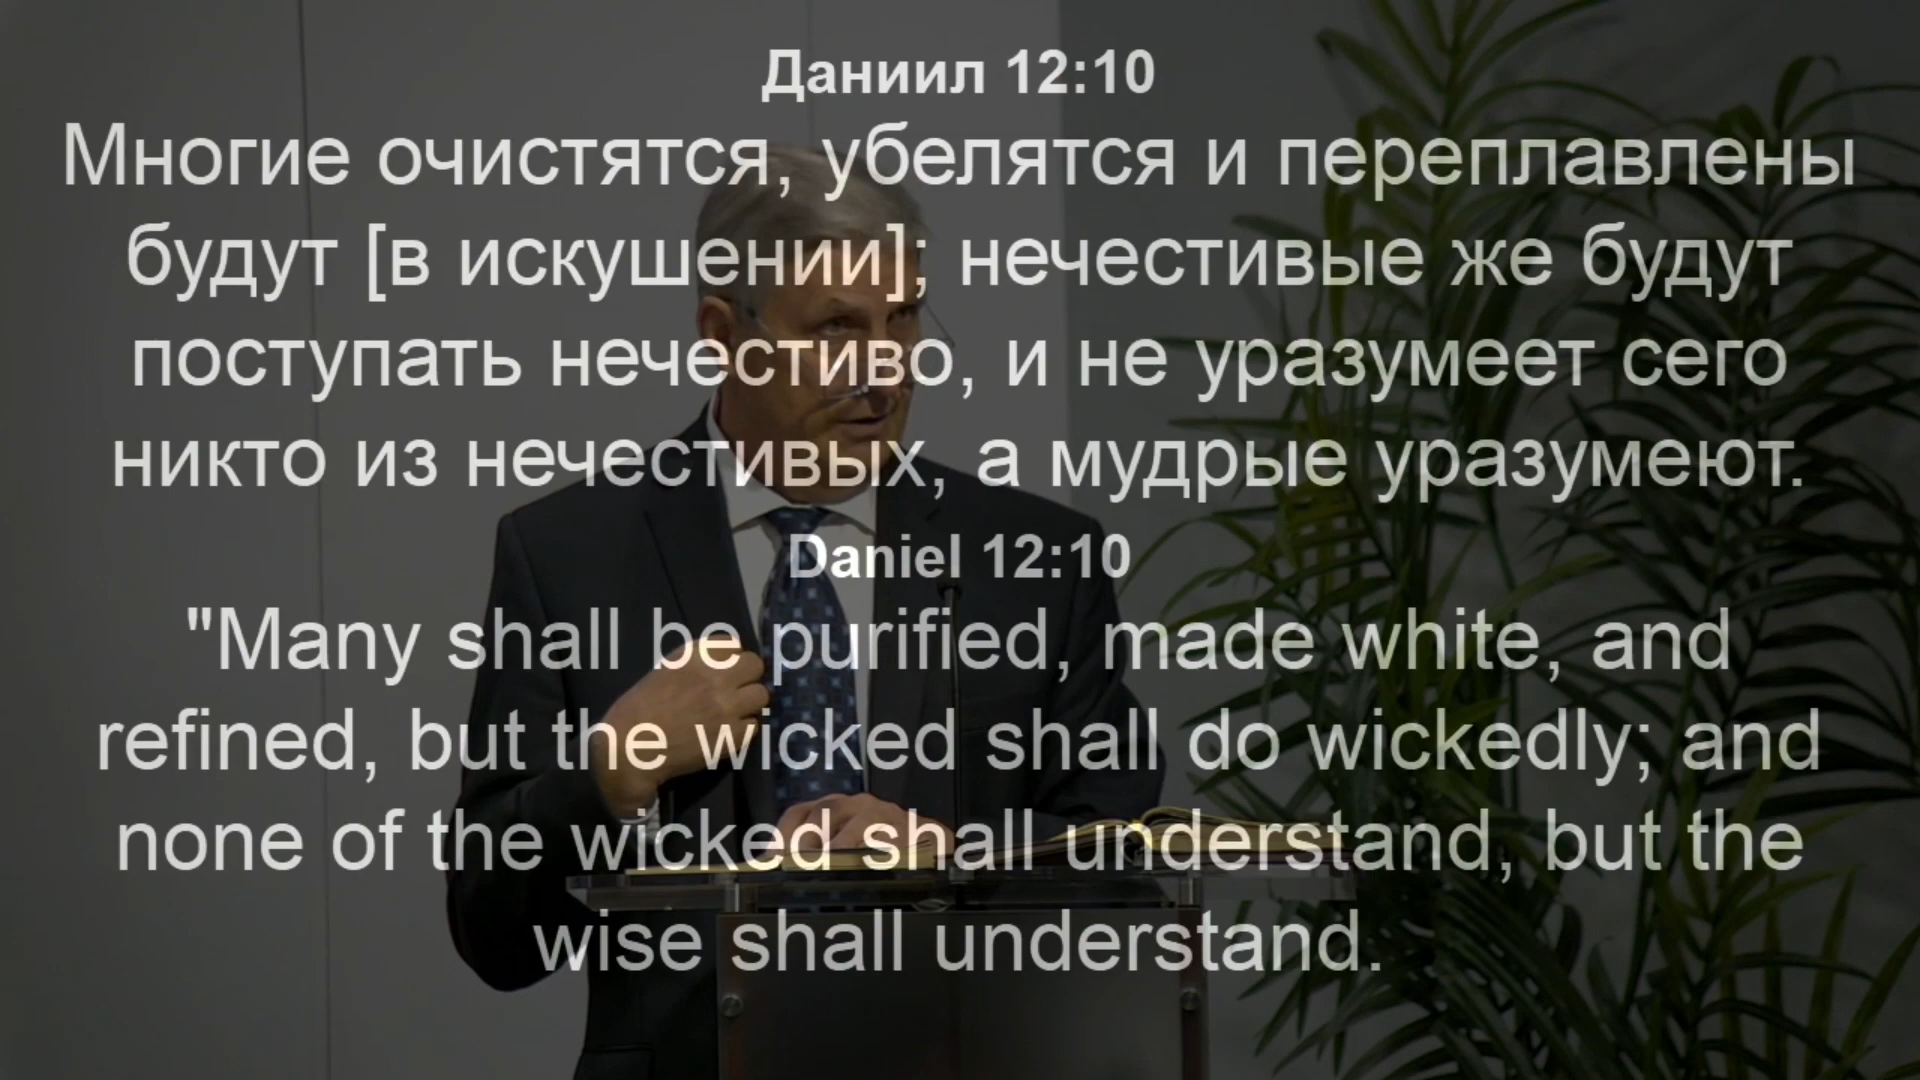 Даниил 12:10
Многие очистятся, убелятся и переплавлены
будут [в искушении]; нечестивые же будут
поступать нечестиво, и не уразумеет сего
никто из нечестивых, а мудрые уразумеют.
Daniel 12:10
"Many shall be purified, made white, and
refined, but the wicked shall do wickedly; and
none of the wicked shall understand, but the
wise shall understand.